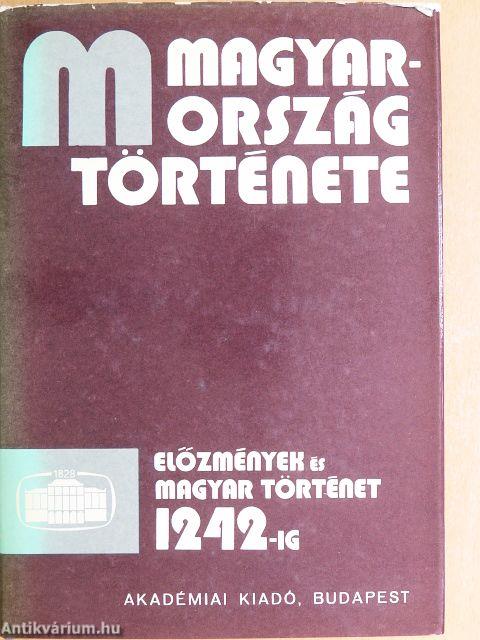 M MAGYAR-
ORSZÁG
TÖRTÉNETE
1828
ELŐZMÉNYEK ÉS
MAGYAR TÖRTÉNET
1242-IG
AKADÉMIAI KIADÓ, BUDAPEST
Antikvárium.hu